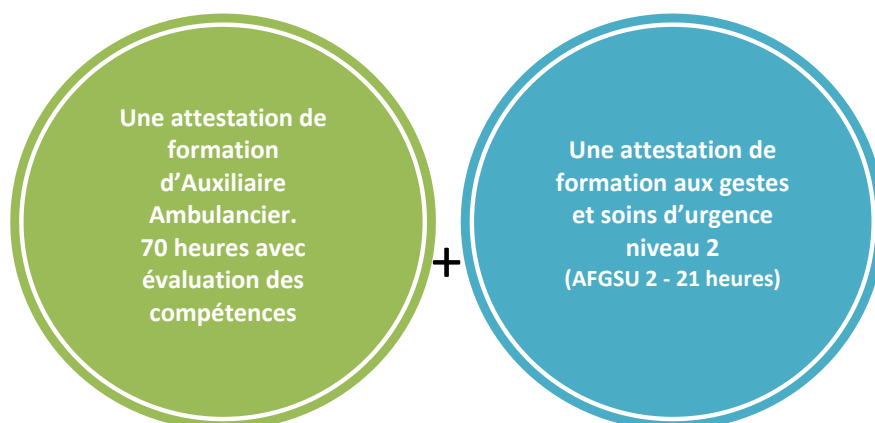 Une attestation de
formation
d’Auxiliaire
Ambulancier.
70 heures avec
évaluation des
compétences
+
Une attestation de
formation aux gestes
et soins d’urgence
niveau 2
(AFGSU 2 - 21 heures)